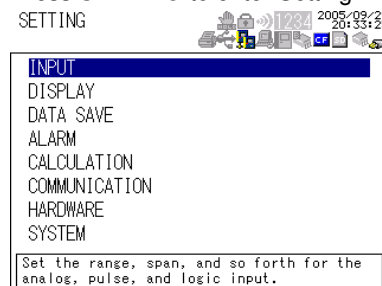 SETTING
1234
2005/09/2
20:33:2
CF
SD
INPUT
DISPLAY
DATA SAVE
ALARM
CALCULATION
COMMUNICATION
HARDWARE
SYSTEM
Set the range, span, and so forth for the
analog, pulse, and logic input.